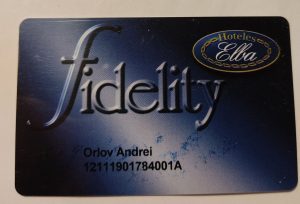 Hoteles
Elba
fidelity
Orlov Andrei
12111901784001A